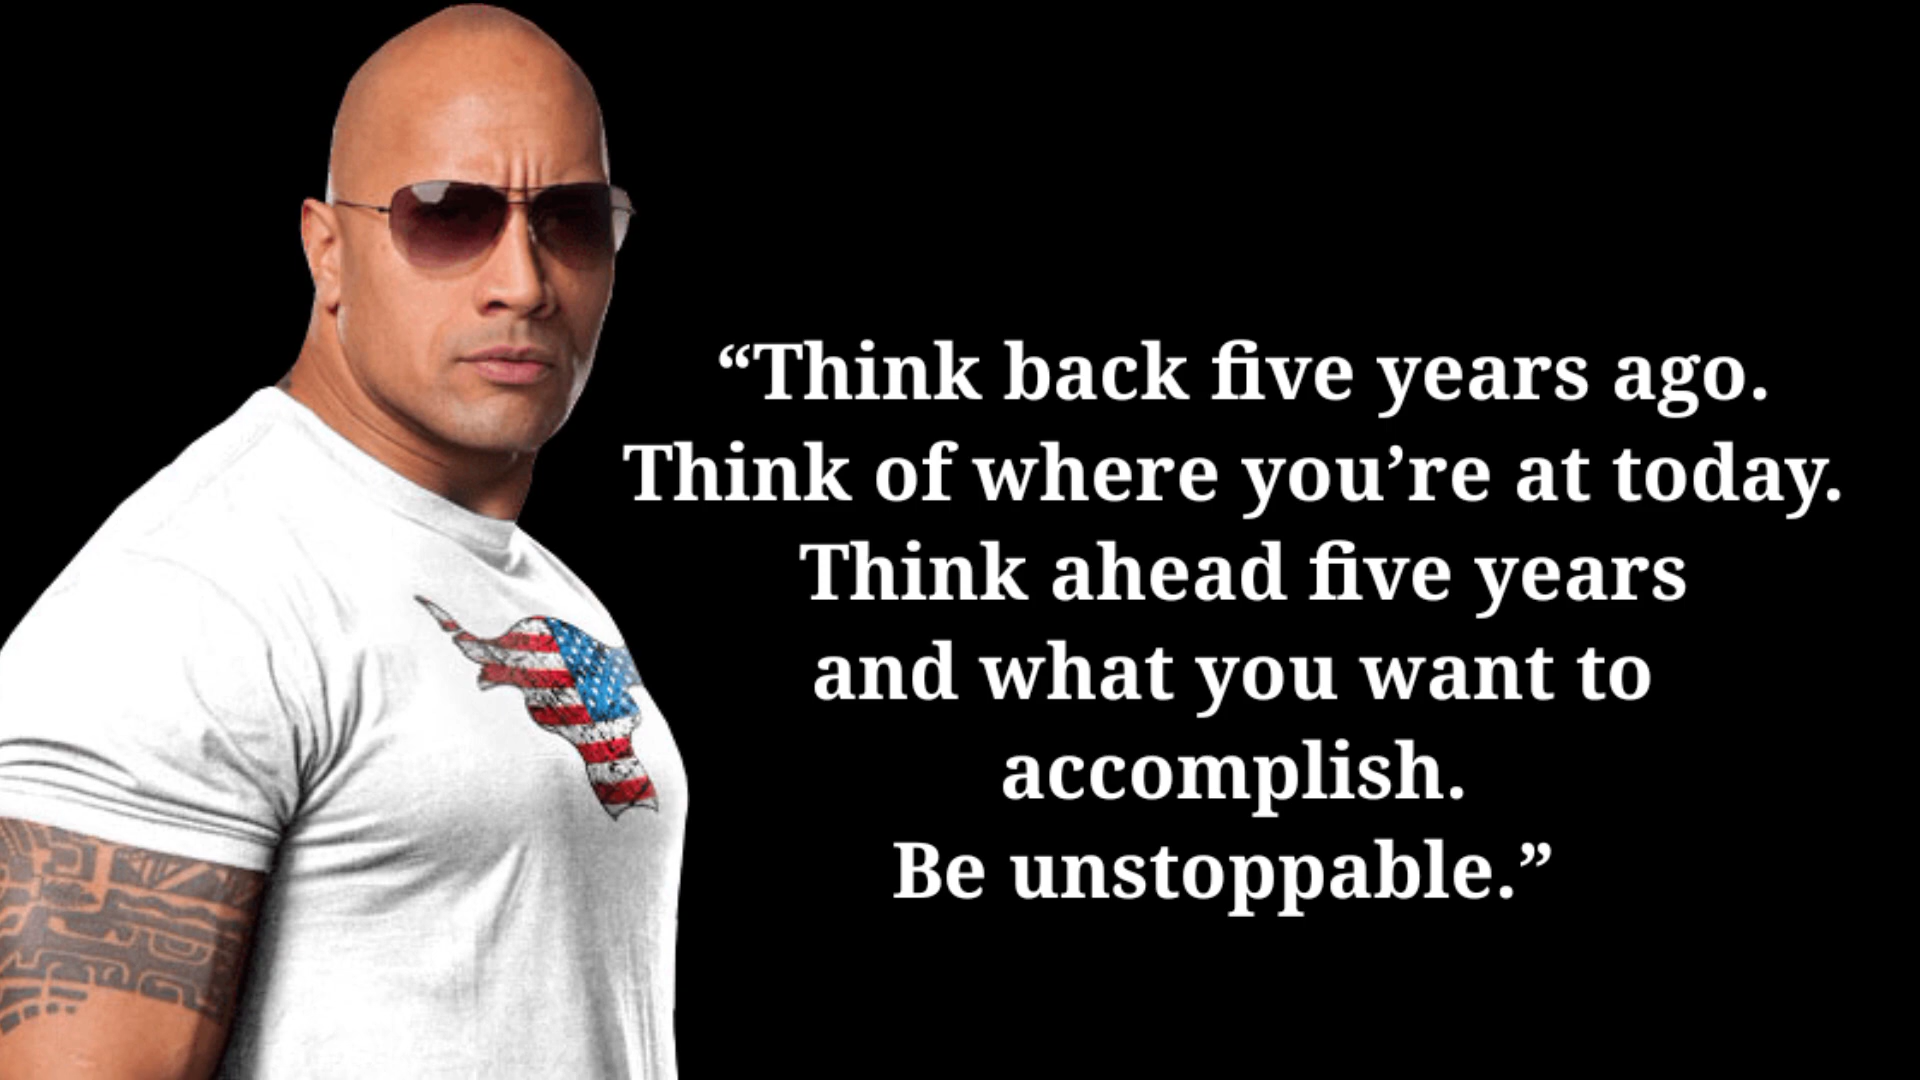 “Think back five years ago.
Think of where you’re at today.
Think ahead five years
and what you want to
accomplish.
Be unstoppable.”